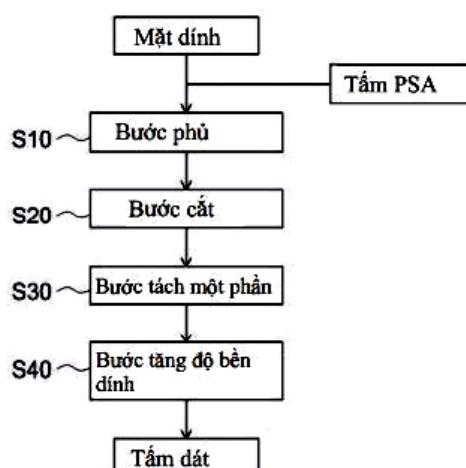 Mặt dính
Tấm PSA
S10
Bước phủ
S20
Bước cắt
S30
Bước tách một phần
S40
Bước tăng độ bền
dính
Tấm dát